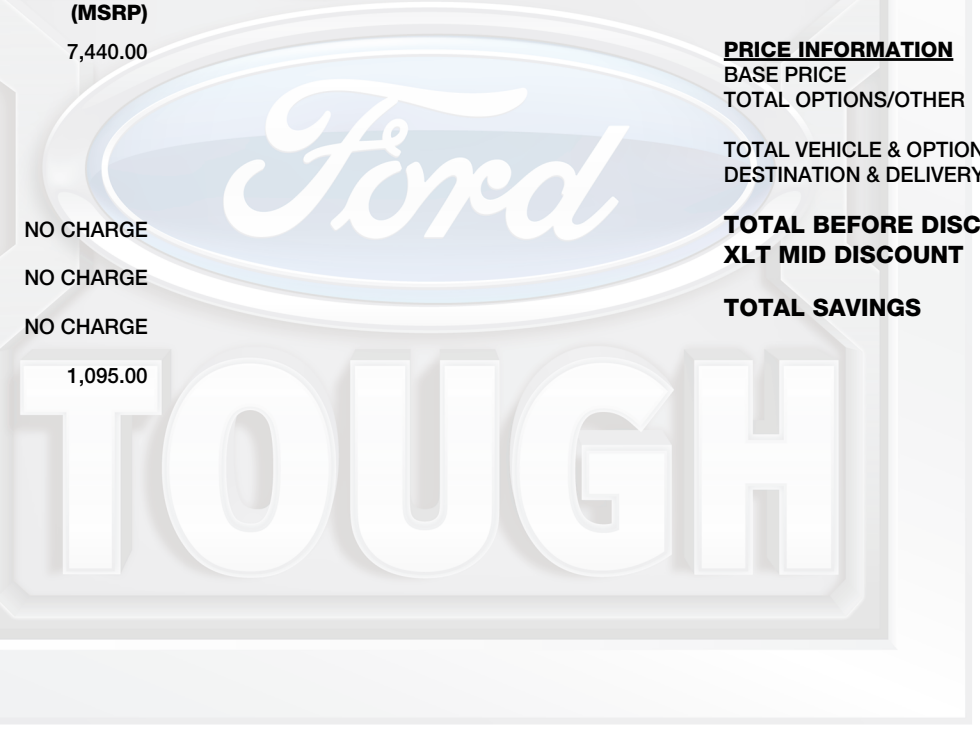 (MSRP)
7,440.00
NO CHARGE
NO CHARGE
NO CHARGE
1,095.00
PRICE INFORMATION
BASE PRICE
TOTAL OPTIONS/OTHER
TOTAL VEHICLE & OPTION
DESTINATION & DELIVERY
TOTAL BEFORE DISC
XLT MID DISCOUNT
TOTAL SAVINGS
Ford
TOUGH